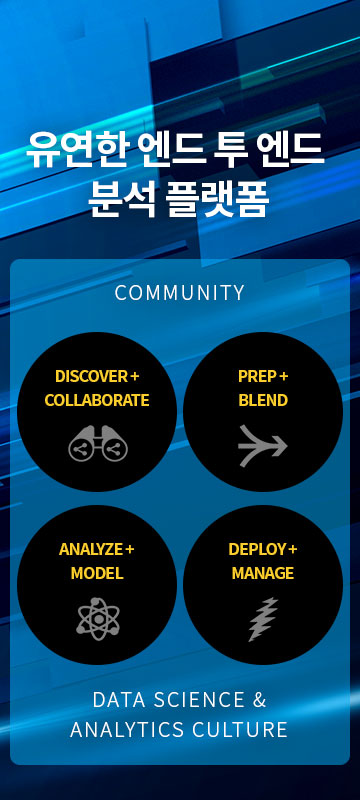 유연한 엔드 투 엔드
분석 플랫폼
COMMUNITY
DISCOVER +
COLLABORATE
PREP +
BLEND
ANALYZE +
MODEL
DEPLOY +
MANAGE
DATA SCIENCE &
ANALYTICS CULTURE